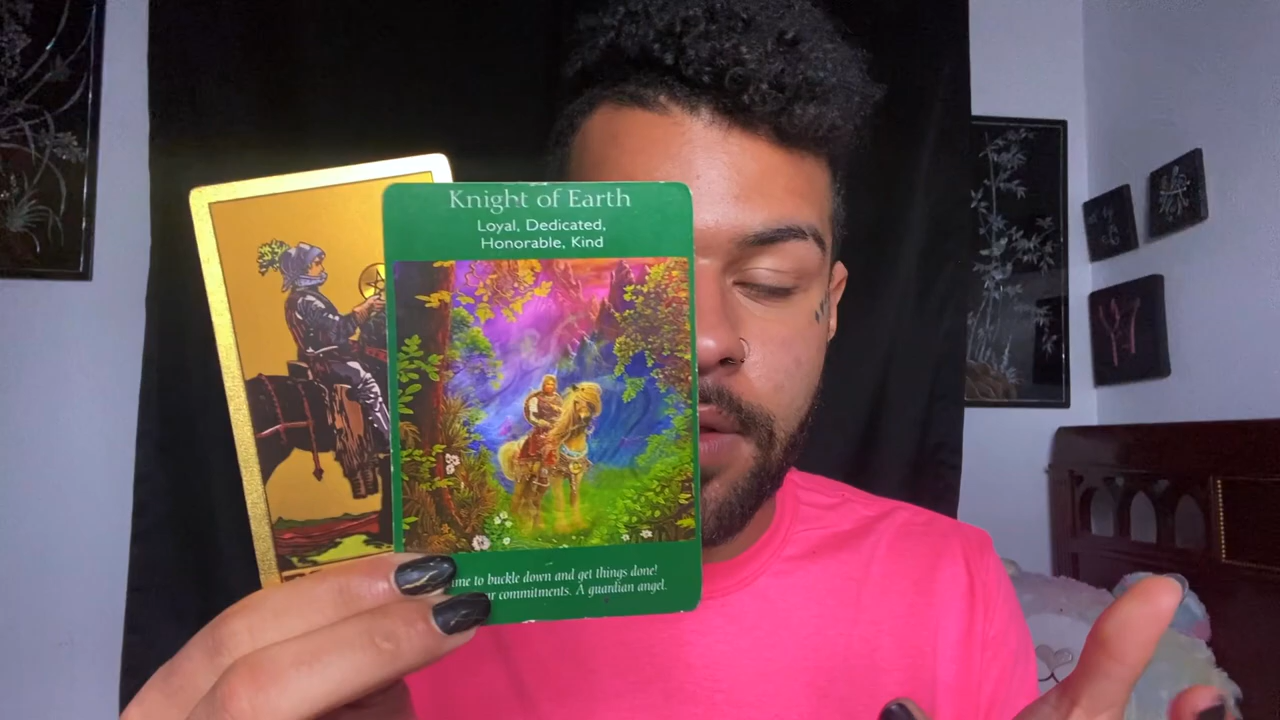 Knight of Earth
Loyal, Dedicated,
Honorable, Kind
to buckle down and get things done!
commitments. A guardian angel.